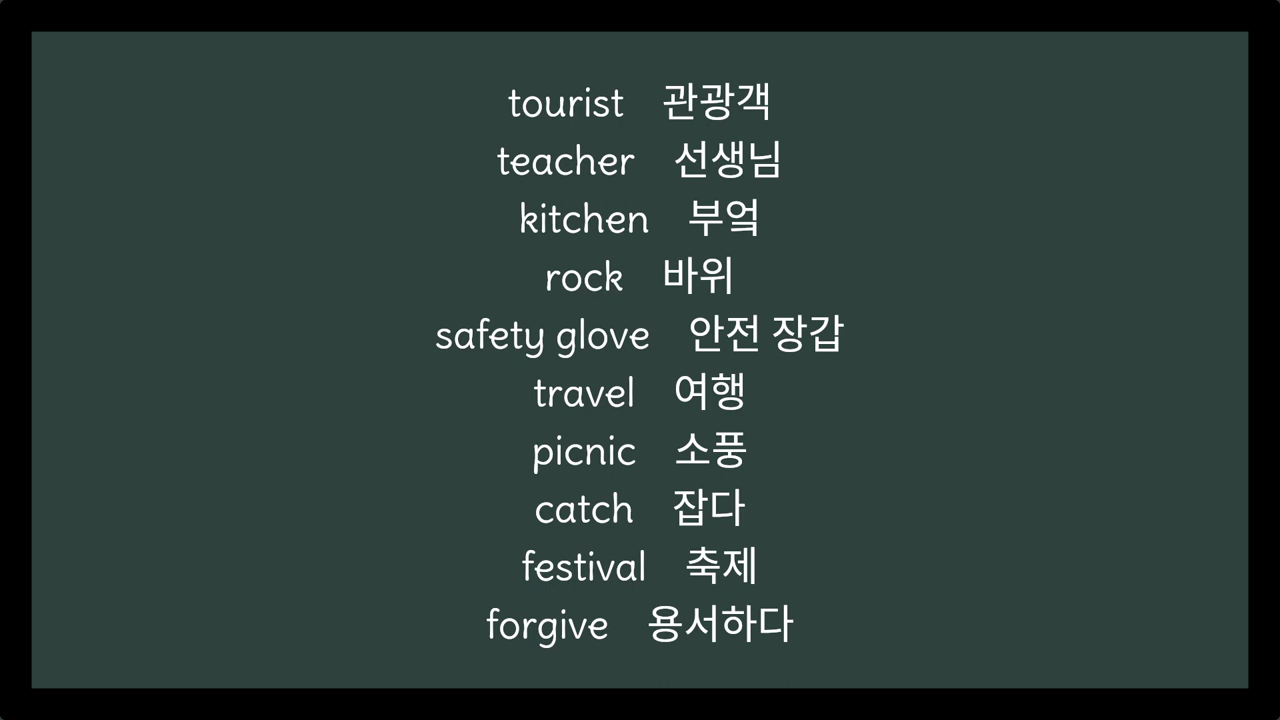 tourist 관광객
teacher 선생님
kitchen 부엌
rock 바위
safety glove 안전 장갑
travel 여행
picnic 소풍
catch 잡다
festival 축제
forgive 용서하다